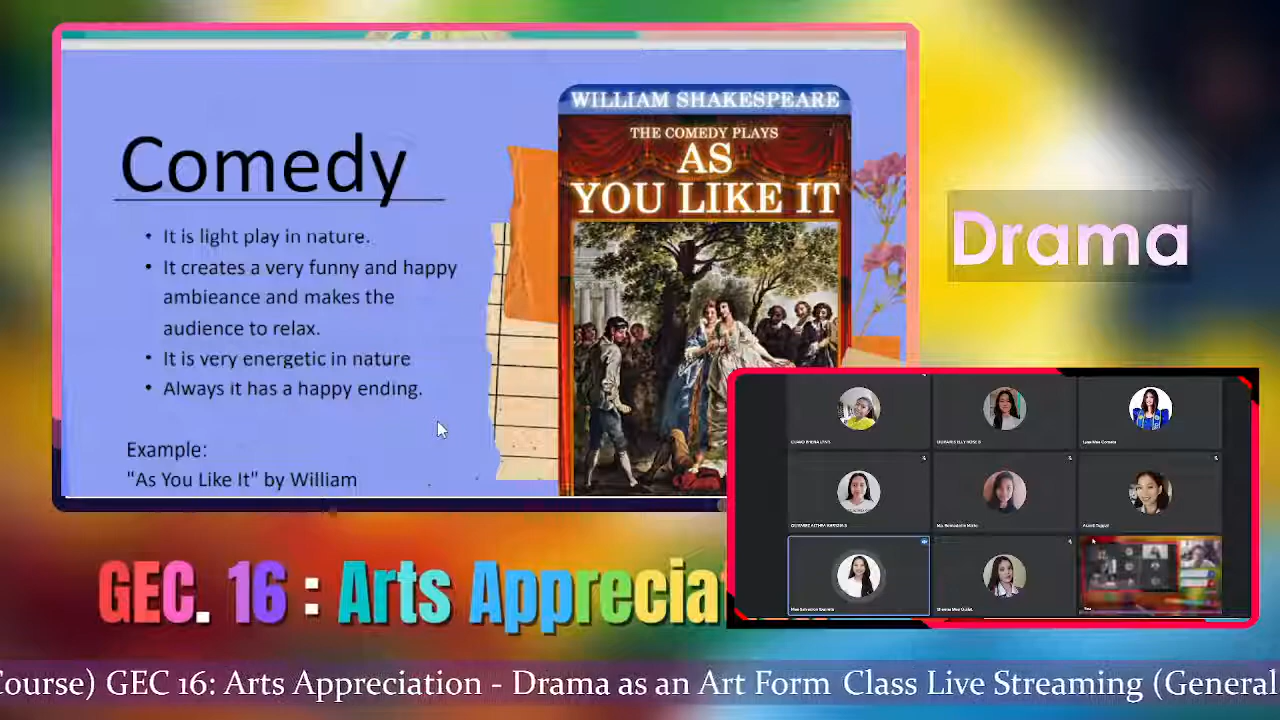 WILLIAM SHAKESPEARE
THE COMEDY PLAYS
AS
YOU LIKE IT
Comedy
• It is light play in nature.
• It creates a very funny and happy
ambieance and makes the
audience to relax.
• It is very energetic in nature
• Always it has a happy ending.
Example:
"As You Like It" by William
Drama
GEC. 16 : Arts Apprecia
Course) GEC 16: Arts Appreciation - Drama as an Art Form Class Live Streaming (General